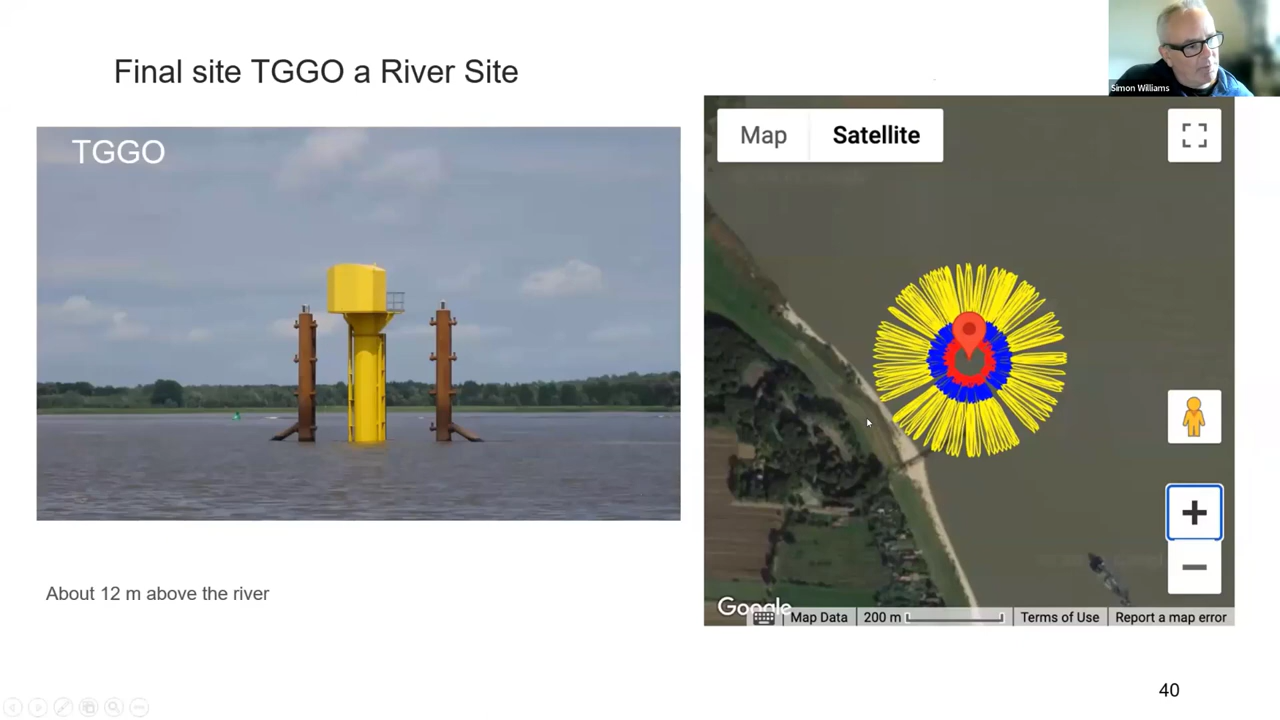 Final site TGGO a River Site
Simon Williams
TGGO
Map Satellite
About 12 m above the river
Google
Map Data 200 m Terms of Use Report a map error
40